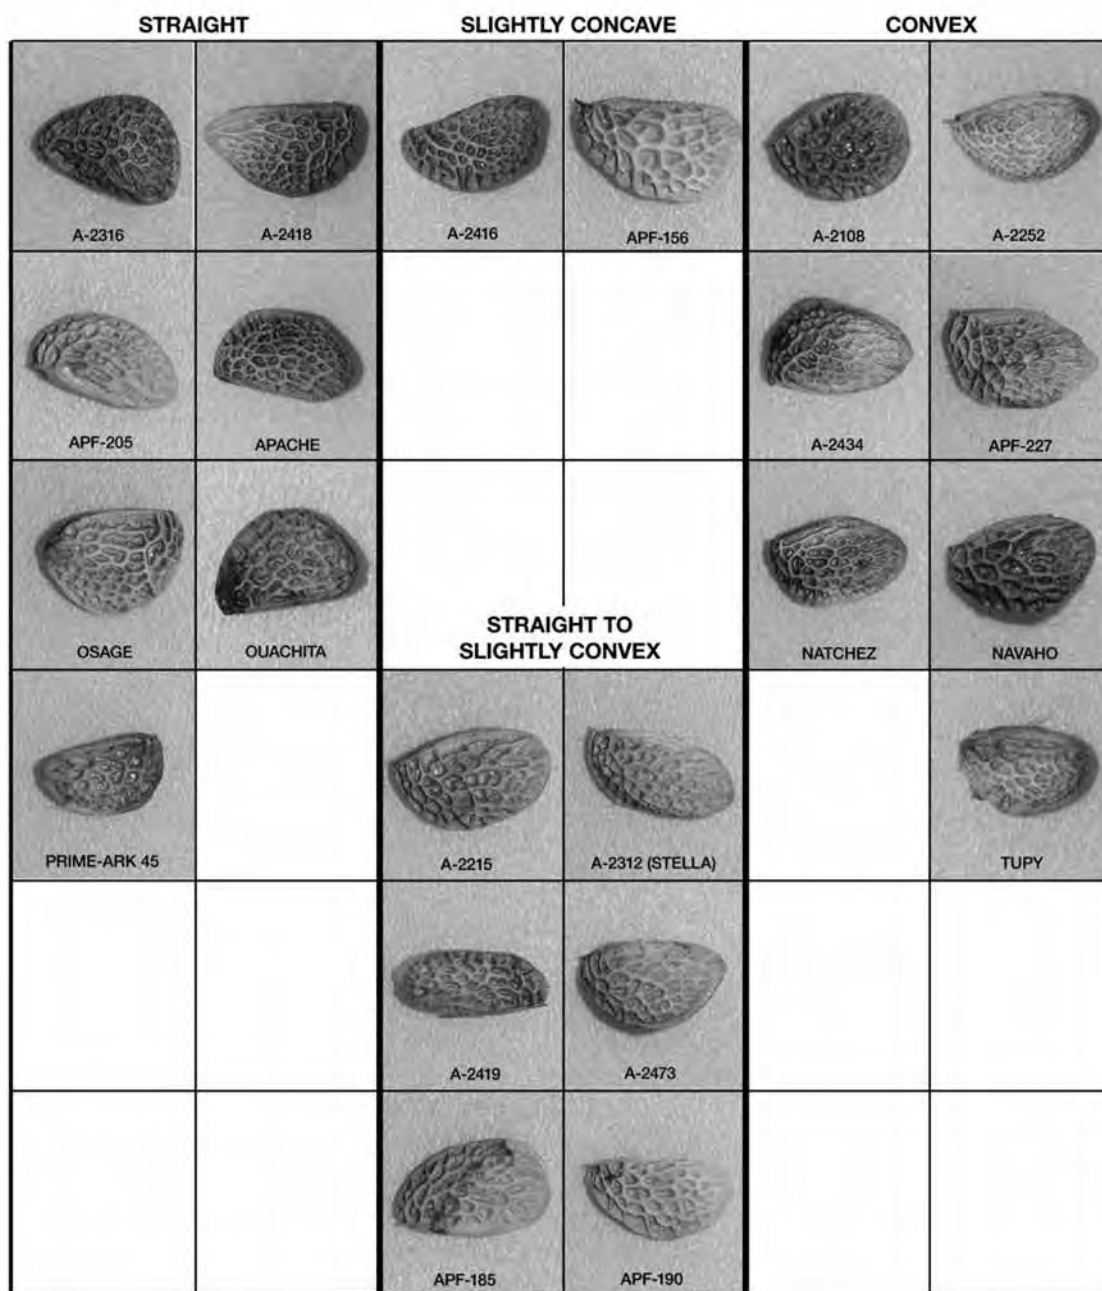 STRAIGHT
SLIGHTLY CONCAVE
CONVEX
A-2316
A-2418
A-2416
APF-156
A-2108
A-2252
APF-205
APACHE
A-2434
APF-227
OSAGE
OUACHITA
STRAIGHT TO
SLIGHTLY CONVEX
NATCHEZ
NAVAHO
PRIME-ARK 45
A-2215
A-2312 (STELLA)
TUPY
A-2419
A-2473
APF-185
APF-190